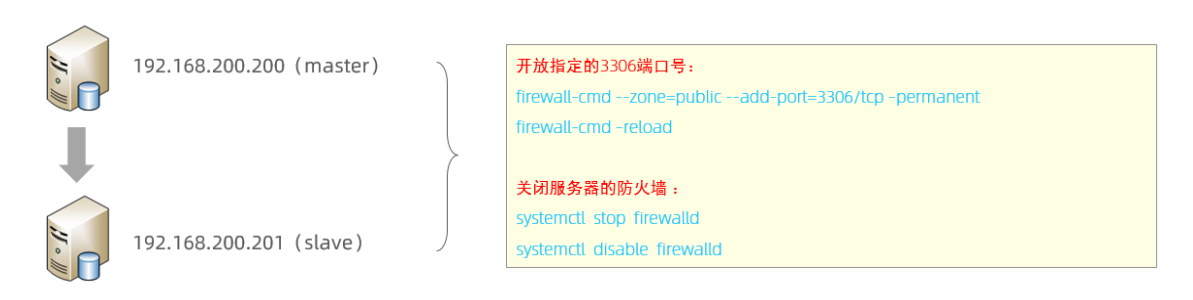 192.168.200.200（master）
开放指定的3306端口号：
firewall-cmd --zone=public --add-port=3306/tcp -permanent
firewall-cmd -reload
关闭服务器的防火墙：
systemctl stop firewalld
systemctl disable firewalld
192.168.200.201（slave）